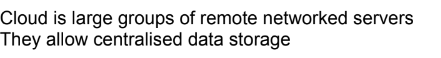 Cloud is large groups of remote networked servers
They allow centralised data storage